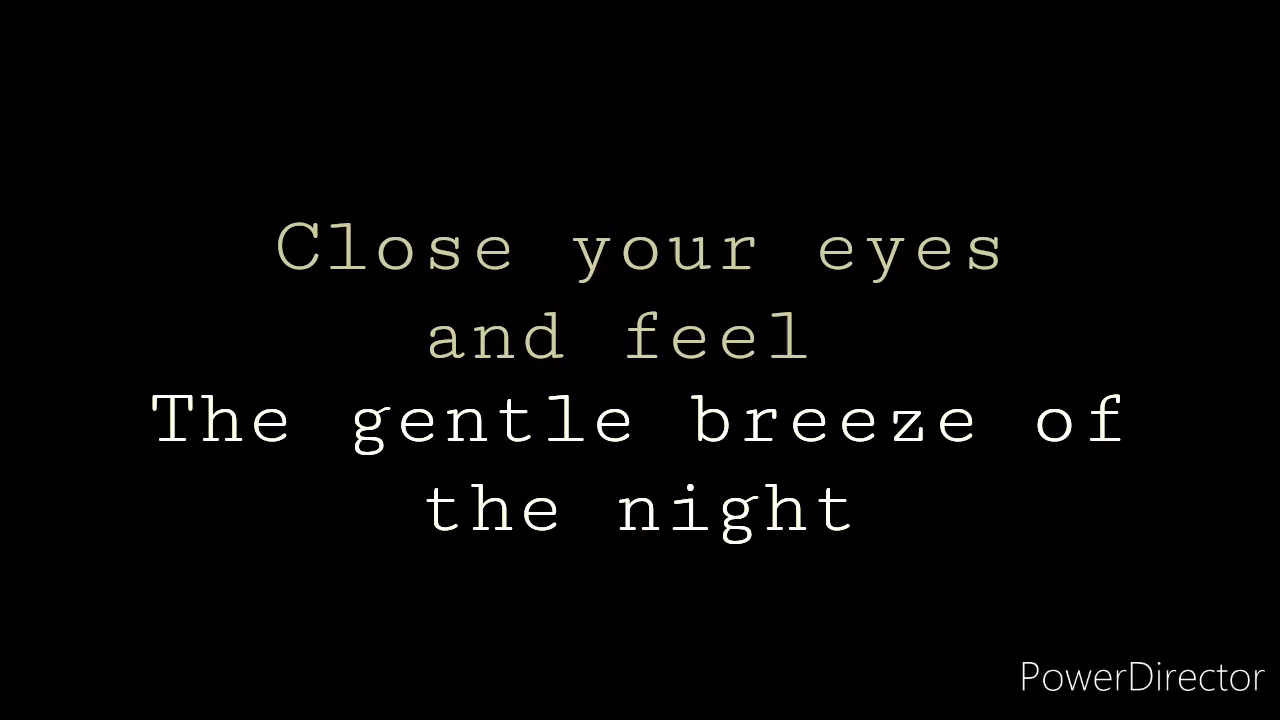 Close your eyes
and feel
The gentle breeze of
the night
PowerDirector